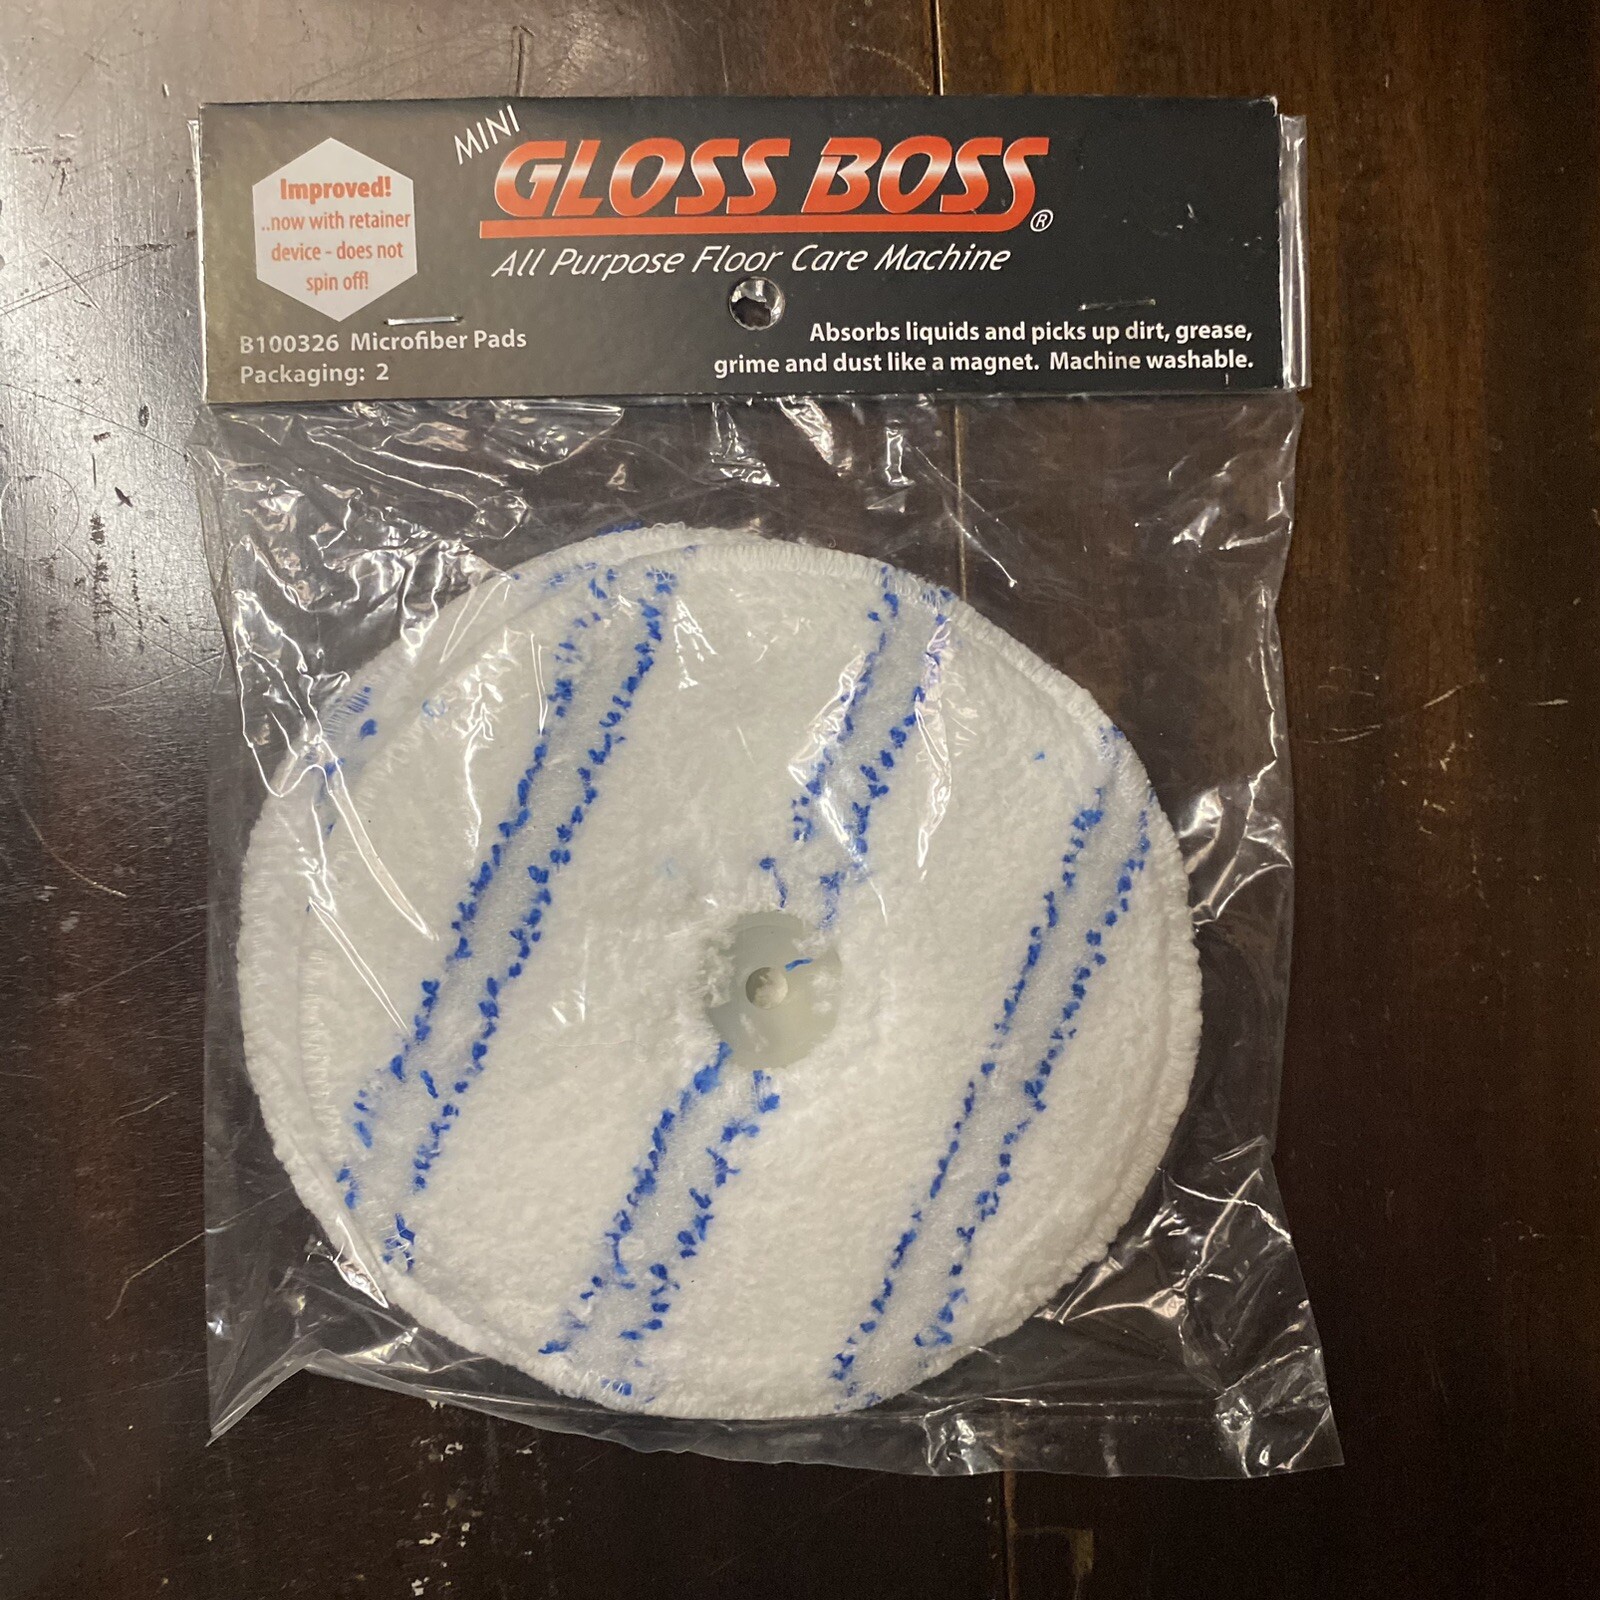 MINI
GLOSS BOSS®
All Purpose Floor Care Machine
Improved!
..now with retainer
device - does not
spin off!
B100326 Microfiber Pads
Packaging: 2
Absorbs liquids and picks up dirt, grease,
grime and dust like a magnet. Machine washable.